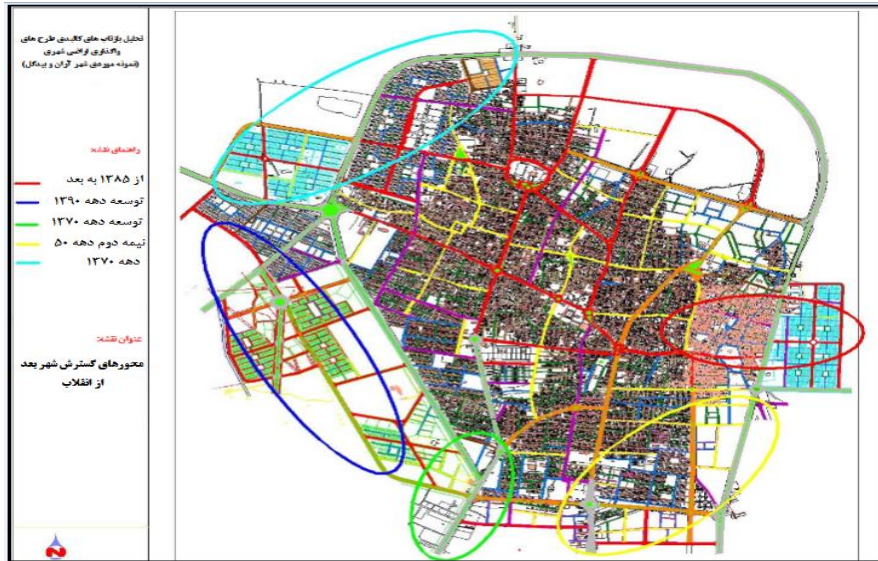 تحلیل بازتاب های کالبدی طرح های
واگذاری اراضی شهری
(نمونه موردی شهر آران و بیدگل)
راهنمای نقشه:
از ۱۳۸۵ به بعد
توسعه دهه ۱۳۹۰
توسعه دهه ۱۳۷۰
نیمه دوم دهه ۵۰
دهه ۱۳۷۰
عنوان نقشه:
محورهای گسترش شهر بعد
از انقلاب